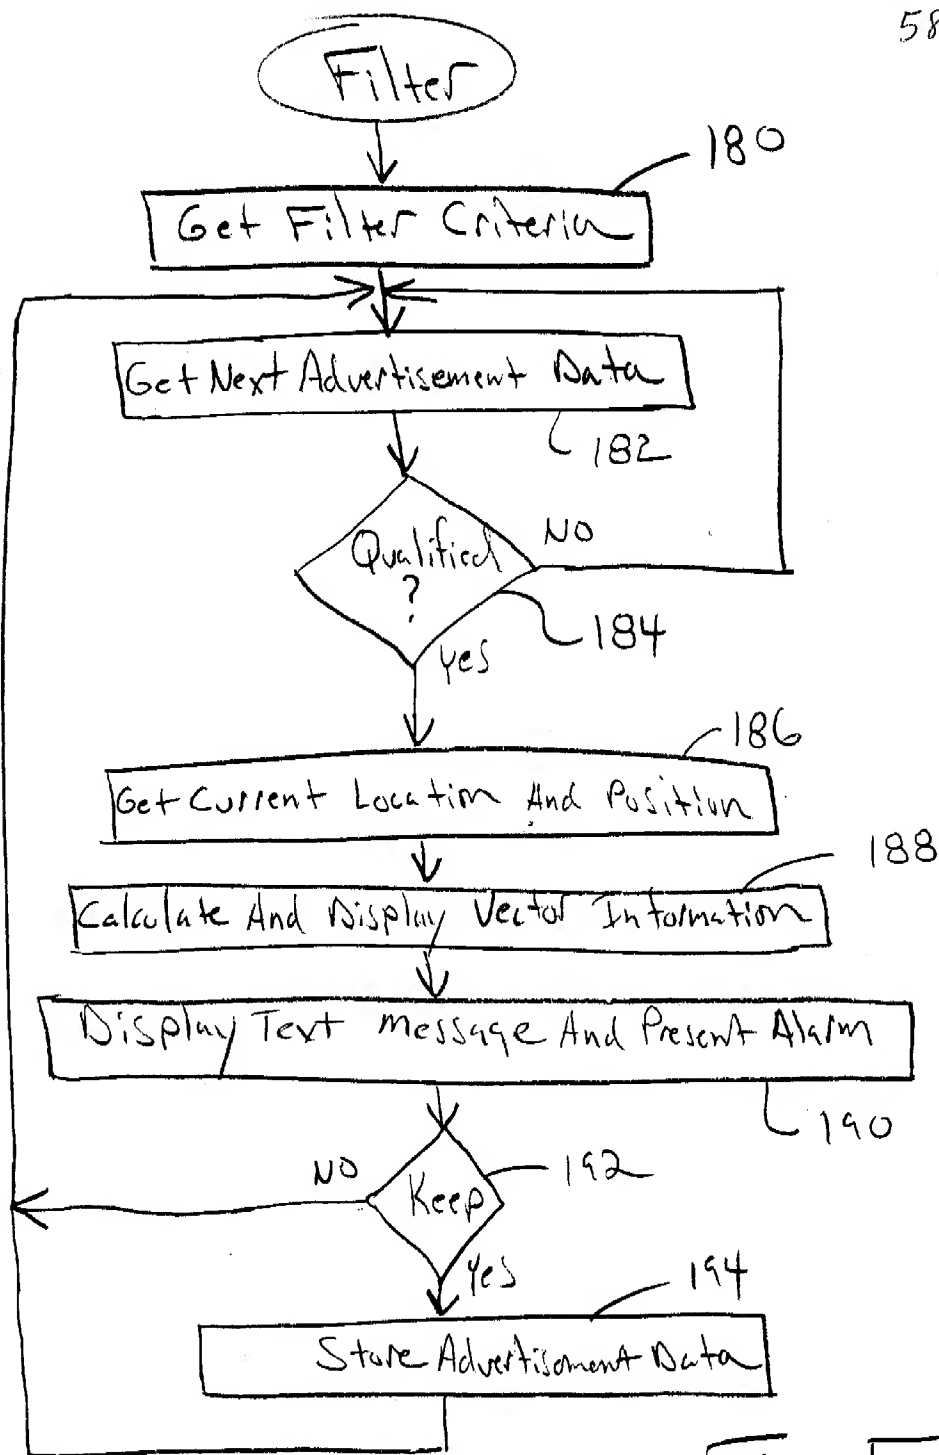 58
Filter
180
Get Filter Criteria
Get Next Advertisement Data
182
Qualified
?
NO
184
yes
186
Get Current Location And Position
188
Calculate And Display Vector Information
Display Text Message And Present Alarm
190
NO
Keep
192
Yes
194
Store Advertisement Data